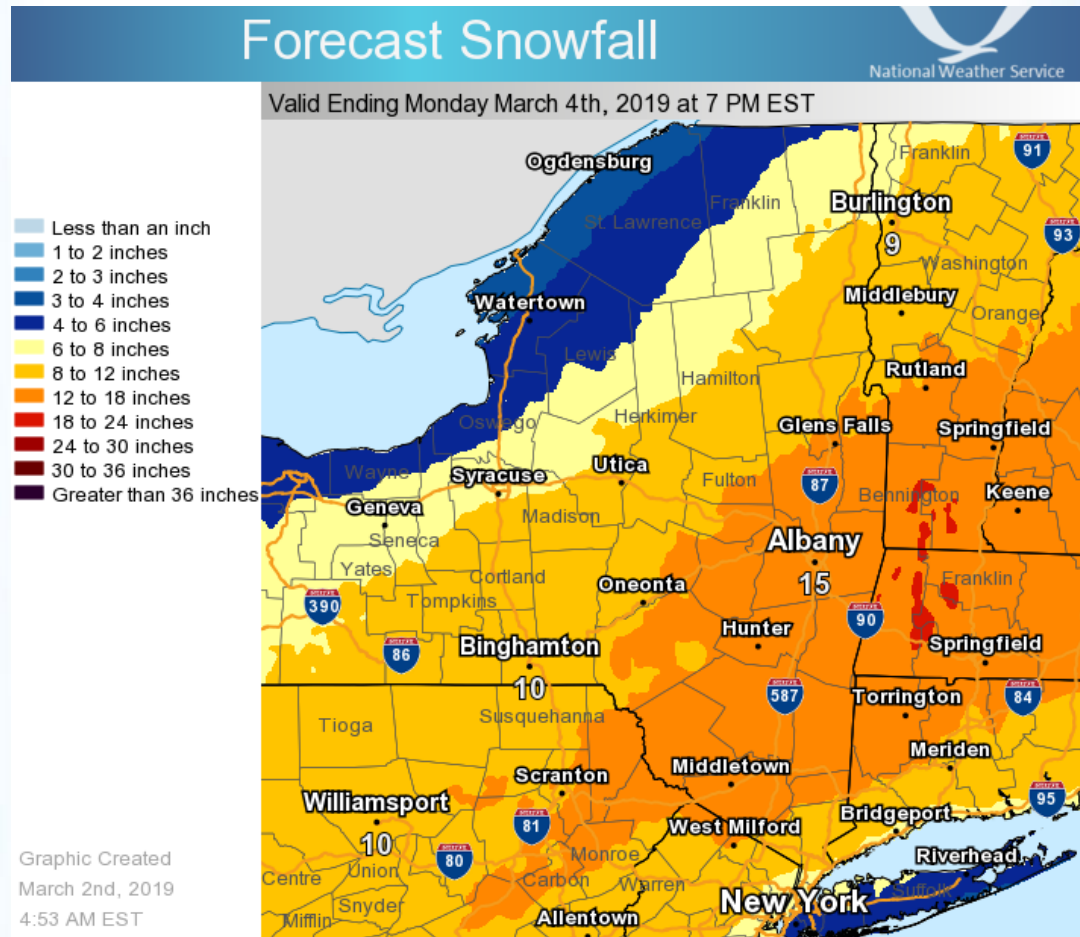 Forecast Snowfall
National Weather Service
Valid Ending Monday March 4th, 2019 at 7 PM EST
Less than an inch
1 to 2 inches
2 to 3 inches
3 to 4 inches
4 to 6 inches
6 to 8 inches
8 to 12 inches
12 to 18 inches
18 to 24 inches
24 to 30 inches
30 to 36 inches
Greater than 36 inches
Graphic Created
March 2nd, 2019
4:53 AM EST
Ogdensburg
Franklin
91
St. Lawrence
Franklin
Burlington
9
93
Washington
Watertown
Middlebury
Orange
Lewis
Hamilton
Rutland
Oswego
Herkimer
Glens Falls
Springfield
Wayne
Syracuse
Utica
Fulton
87
Bennington
Keene
Geneva
Madison
Seneca
Albany
15
Yates
Cortland
Oneonta
Franklin
390
Tompkins
90
Hunter
86
Binghamton
10
Springfield
587
Torrington
84
Tioga
Susquehanna
Meriden
Scranton
Middletown
Williamsport
10
81
95
Bridgeport
West Milford
80
Monroe
Riverhead
Centre
Union
Carbon
Warren
Suffolk
Snyder
New York
Mifflin
Allentown